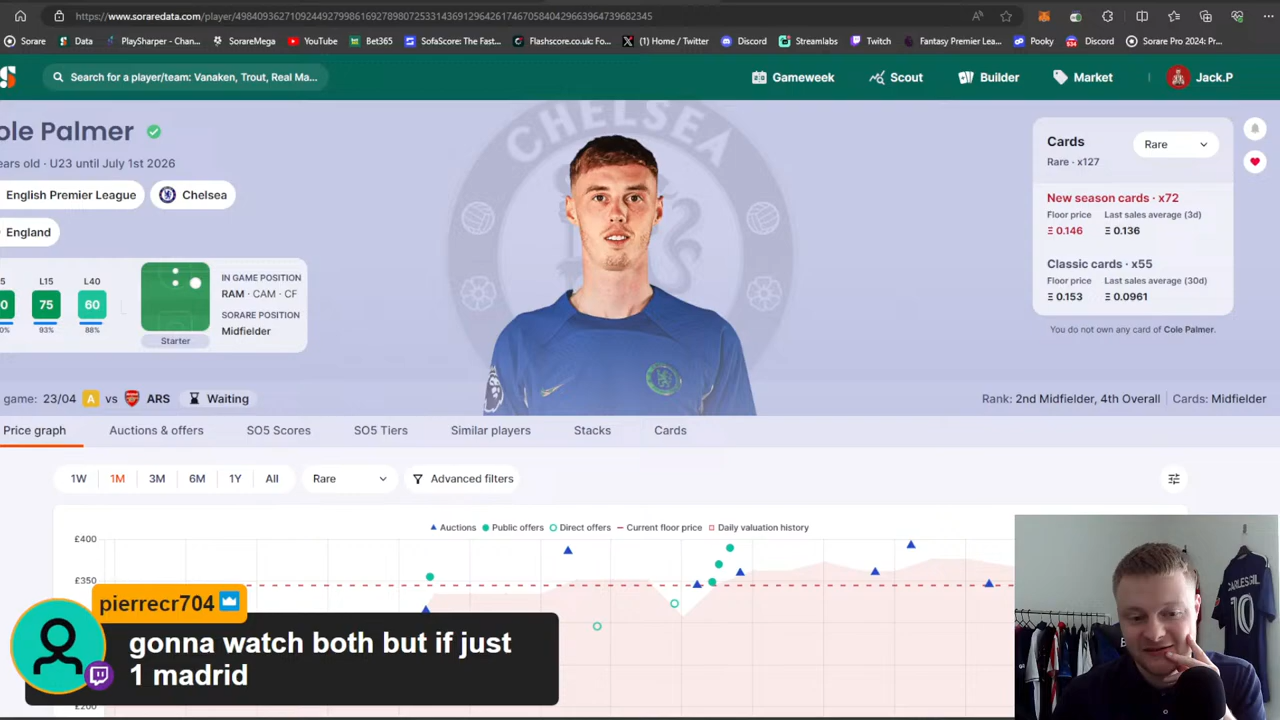 https://www.soraredata.com/player/49840936271092449279986169278980725331436912964261746705840429663964739682345
Sorare
Data
PlaySharper - Chan...
SorareMega
YouTube
Bet365
SofaScore: The Fast...
Flashscore.co.uk: Fo...
(1) Home / Twitter
Discord
Streamlabs
Twitch
Fantasy Premier Lea...
Pooky
Discord
Sorare Pro 2024: Pr...
Search for a player/team: Vanaken, Trout, Real Ma...
Gameweek
Scout
Builder
Market
Jack.P
ole Palmer
ears old · U23 until July 1st 2026
English Premier League
Chelsea
England
CHELSEA
5
L15
L40
0
75
60
0%
93%
88%
Starter
IN GAME POSITION
RAM · CAM · CF
SORARE POSITION
Midfielder
Cards
Rare
Rare · x127
New season cards · x72
Floor price
Last sales average (3d)
Ξ 0.146
Ξ 0.136
Classic cards · x55
Floor price
Last sales average (30d)
Ξ 0.153
Ξ 0.0961
You do not own any card of Cole Palmer.
game: 23/04 A vs ARS Waiting
Rank: 2nd Midfielder, 4th Overall
Cards: Midfielder
Price graph
Auctions & offers
SO5 Scores
SO5 Tiers
Similar players
Stacks
Cards
1W
1M
3M
6M
1Y
All
Rare
Advanced filters
Auctions
Public offers
Direct offers
Current floor price
Daily valuation history
£400
£350
£200
pierrecr704
gonna watch both but if just
1 madrid
10